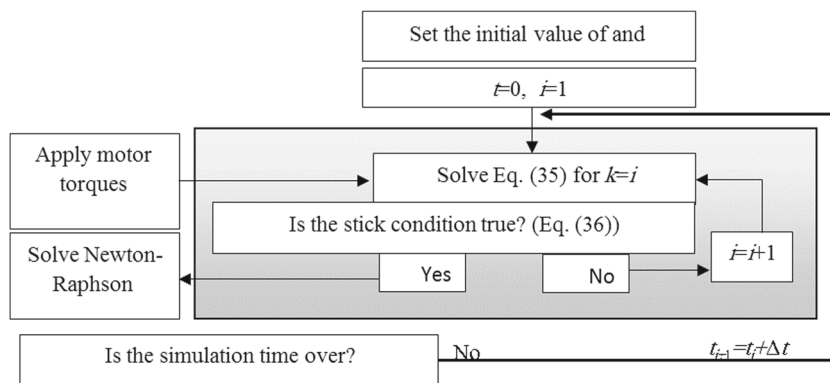 Set the initial value of and
t=0, i=1
Apply motor
torques
Solve Eq. (35) for k=i
Is the stick condition true? (Eq. (36))
Solve Newton-
Raphson
Yes
No
i=i+1
Is the simulation time over?
No
tᵢ₊₁=tᵢ+Δt